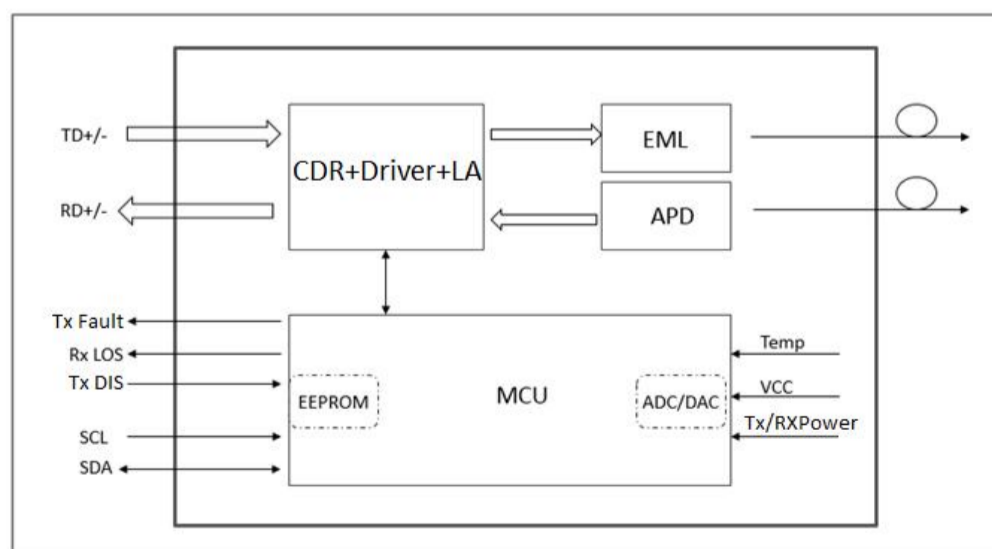 TD+/-
CDR+Driver+LA
EML
RD+/-
APD
Tx Fault
Rx LOS
Tx DIS
SCL
SDA
EEPROM
MCU
ADC/DAC
Temp
VCC
Tx/RXPower